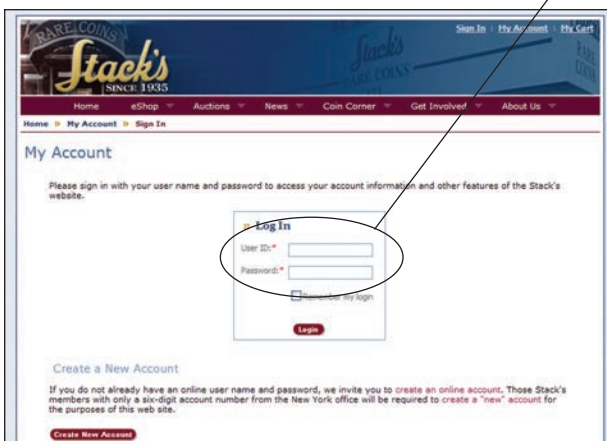 RARE COINS
Stack's
SINCE 1935
Stack's
RARE COINS
Sign In | My Account | My Cart
Home eShop Auctions News Coin Corner Get Involved About Us
Home » My Account » Sign In
My Account
Please sign in with your user name and password to access your account information and other features of the Stack's
website.
» Log In
User ID:*
Password:*
Remember my login
Login
Create a New Account
If you do not already have an online user name and password, we invite you to create an online account. Those Stack's
members with only a six-digit account number from the New York office will be required to create a "new" account for
the purposes of this web site.
Create New Account